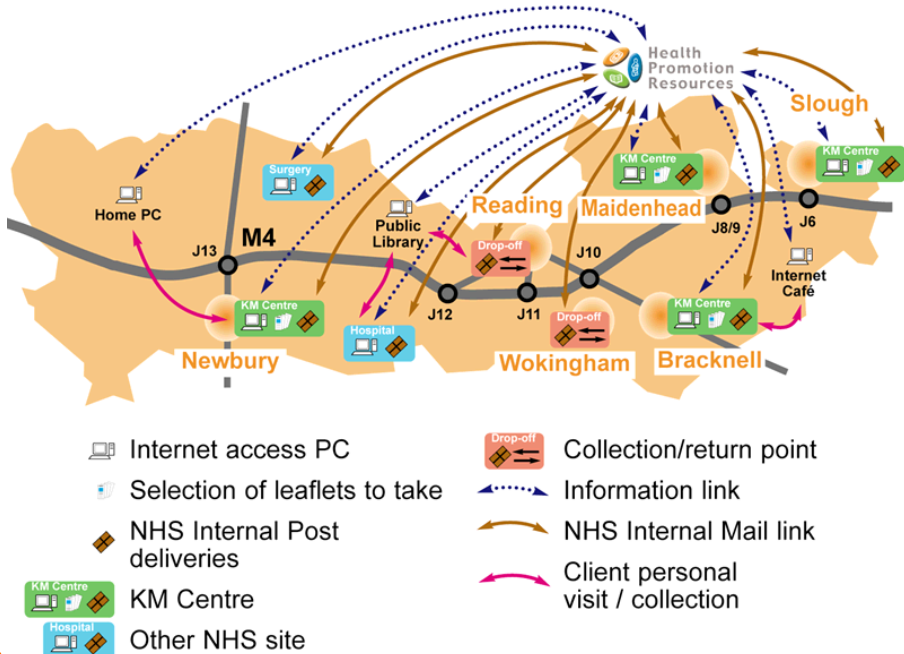 Health
Promotion
Resources
Slough
KM Centre
Surgery
KM Centre
Home PC
Public
Library
Reading
Maidenhead
J8/9
J6
M4
J13
Drop-off
J10
Internet
Café
KM Centre
J12
J11
Drop-off
KM Centre
Hospital
Newbury
Wokingham
Bracknell
Internet access PC
Selection of leaflets to take
NHS Internal Post
deliveries
KM Centre
KM Centre
Hospital
Other NHS site
Drop-off
Collection/return point
Information link
NHS Internal Mail link
Client personal
visit / collection